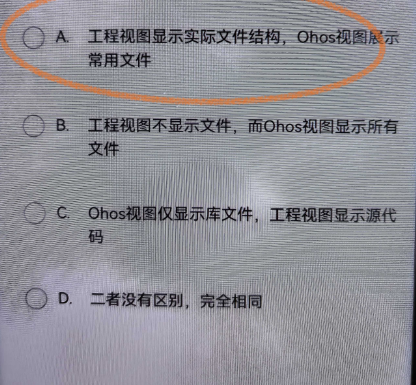 A. 工程视图显示实际文件结构，Ohos视图展示
常用文件
B. 工程视图不显示文件，而Ohos视图显示所有
文件
C. Ohos视图仅显示库文件，工程视图显示源代
码
D. 二者没有区别，完全相同